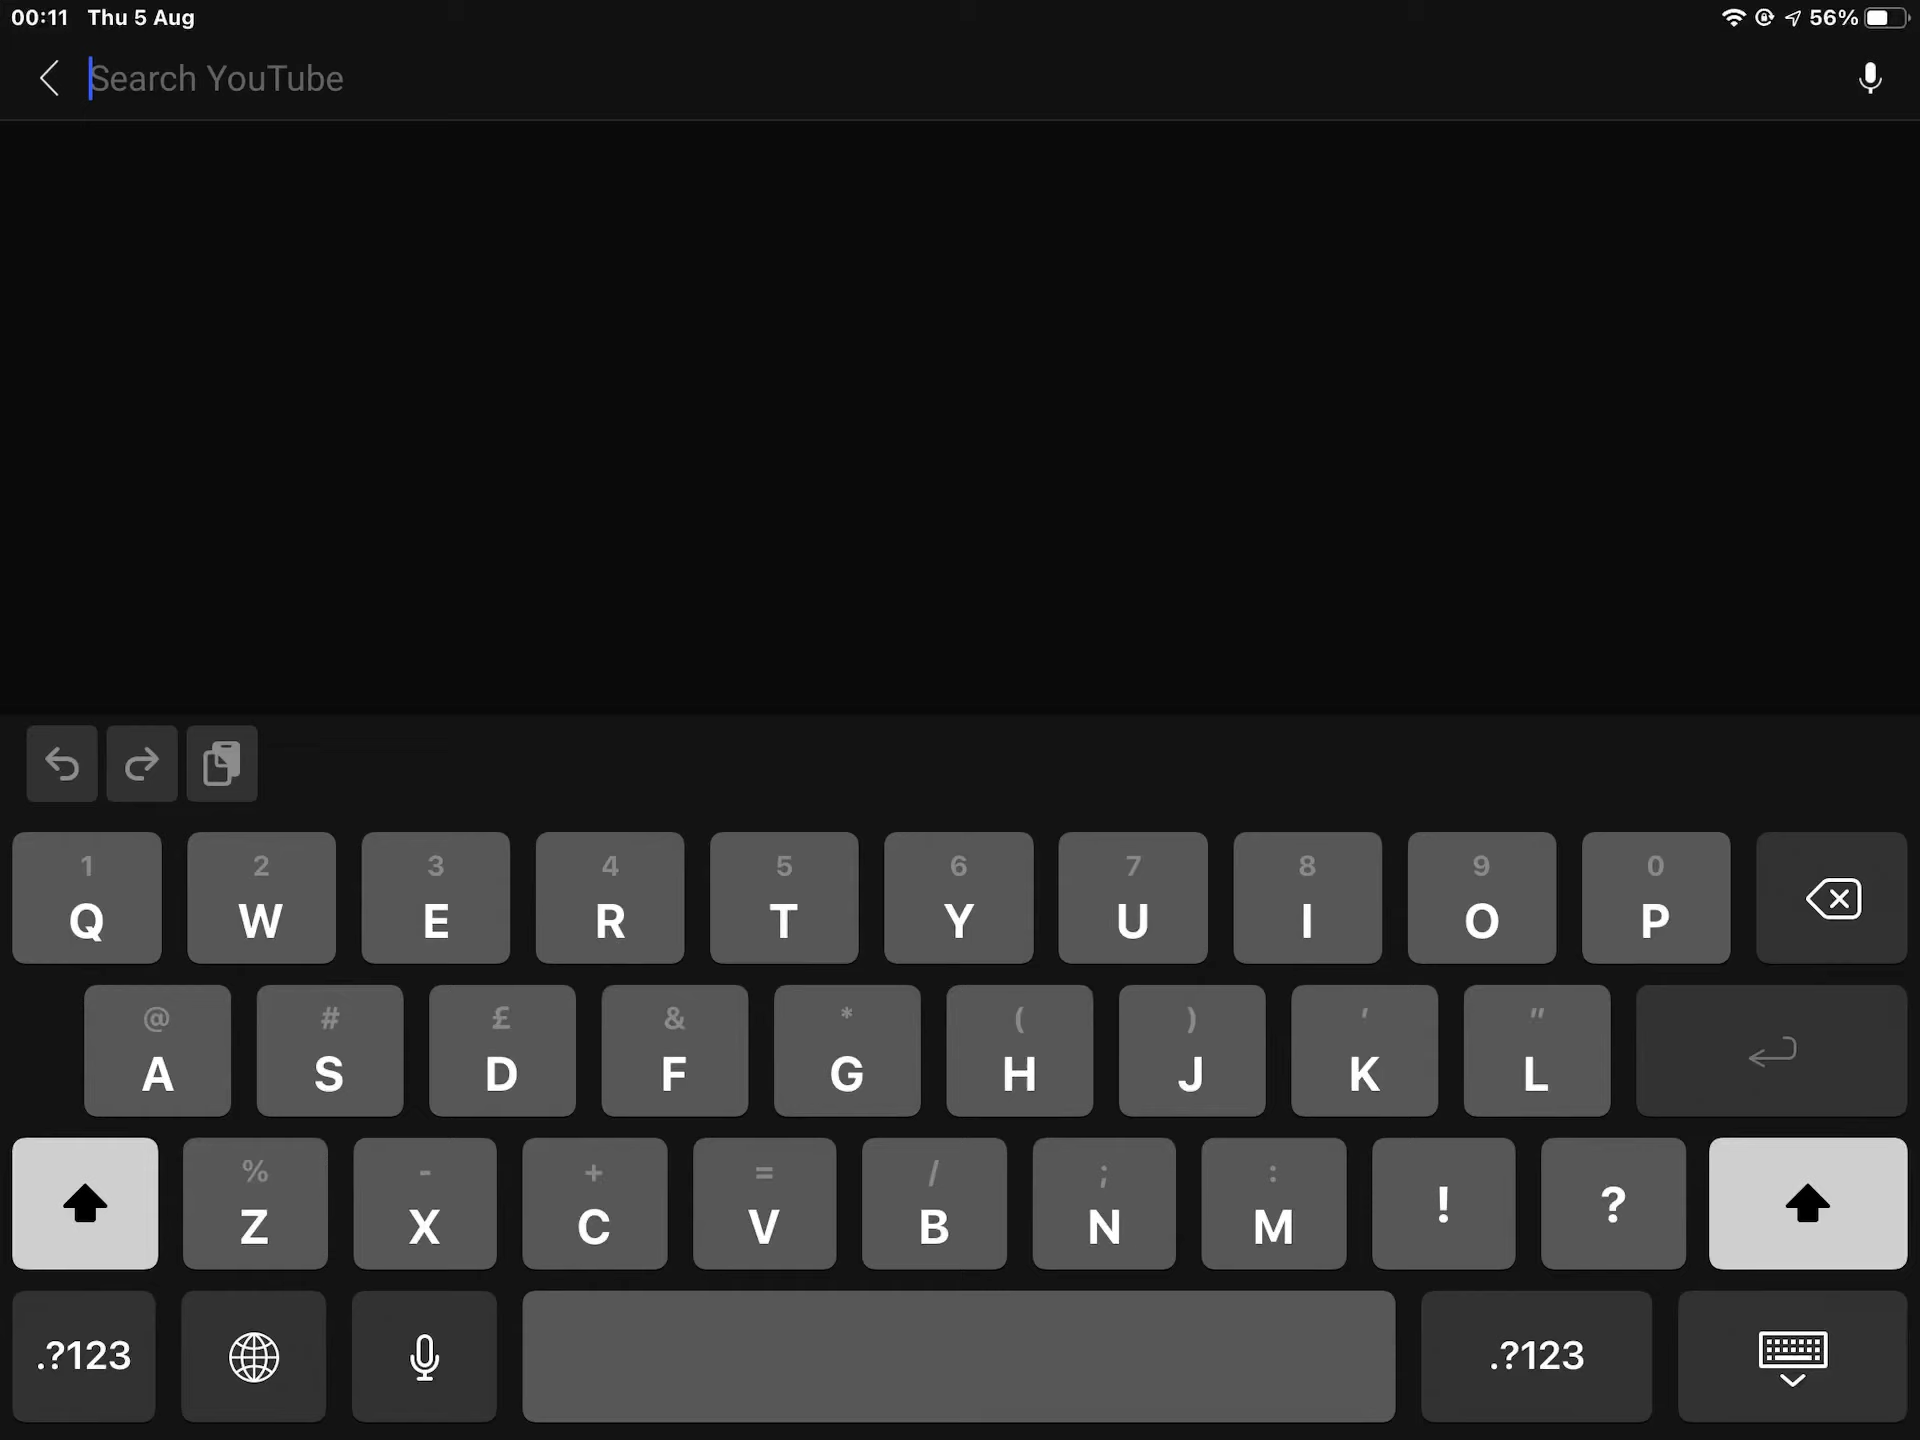 00:11 Thu 5 Aug 56%
Search YouTube
1 2 3 4 5 6 7 8 9 0
Q W E R T Y U I O P
@ # £ & * ( ) ' "
A S D F G H J K L
% - + = / ; :
Z X C V B N M ! ?
.?123 .?123